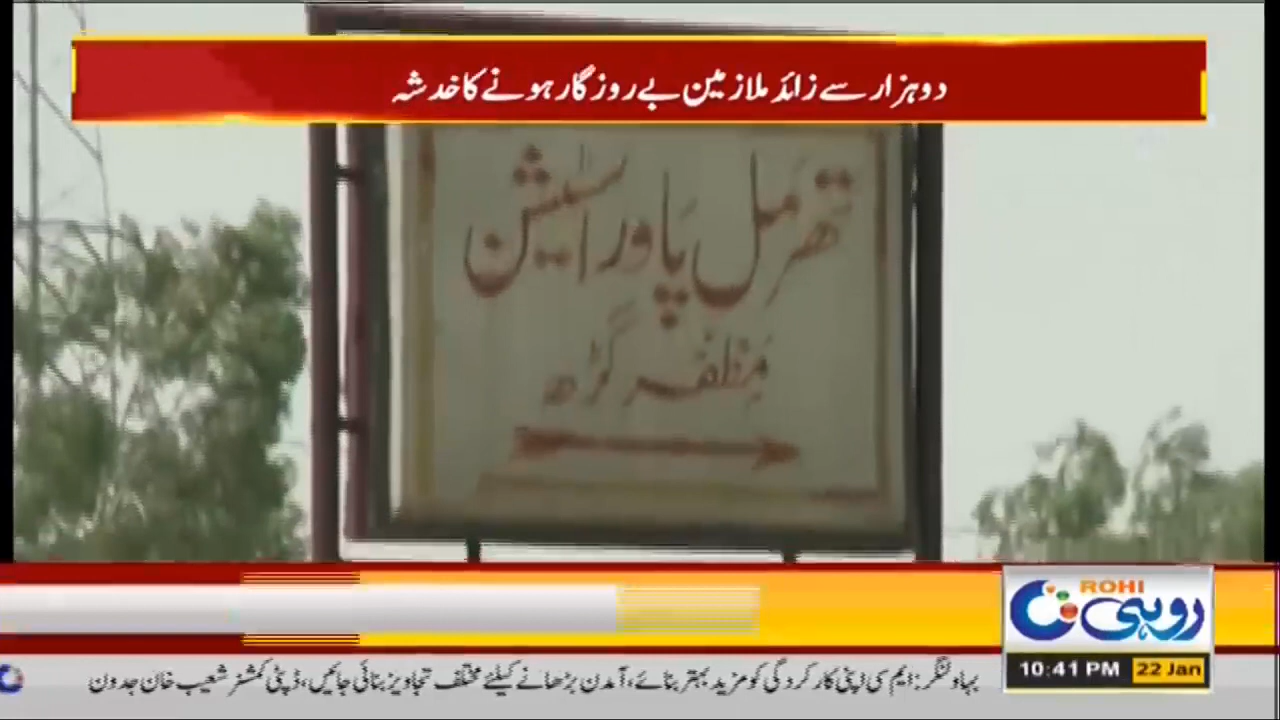 دو ہزار سے زائد ملازمین بے روزگار ہونے کا خدشہ
تھرمل پاور اسٹیشن
مظفر گڑھ
ROHI
روہی
10:41 PM 22 Jan
بہاولنگر: ایم سی اپنی کارکردگی کو مزید بہتر بنائے، آمدن بڑھانے کیلئے مختلف تجاویز بنائی جائیں، ڈپٹی کمشنر شعیب خان جدون